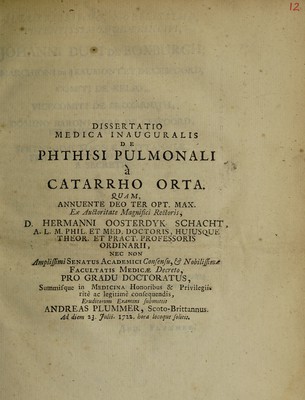 12
DISSERTATIO
MEDICA INAUGURALIS
DE
PHTHISI PULMONALI
à
CATARRHO ORTA.
QUAM,
ANNUENTE DEO TER OPT. MAX.
Ex Auctoritate Magnifici Rectoris,
D. HERMANNI OOSTERDYK SCHACHT,
A. L. M. PHIL. ET MED. DOCTORIS, HUIUSQUE
THEOR. ET PRACT. PROFESSORIS
ORDINARII,
NEC NON
Amplissimi SENATUS ACADEMICI Consensu, & Nobilissimæ
FACULTATIS MEDICÆ Decreto,
PRO GRADU DOCTORATUS,
Summisque in MEDICINA Honoribus & Privilegiis
ritè ac legitimè consequendis,
Eruditorum Examini submittit
ANDREAS PLUMMER, Scoto-Brittannus.
Ad diem 23. Julii. 1722. hora locoque solitis.